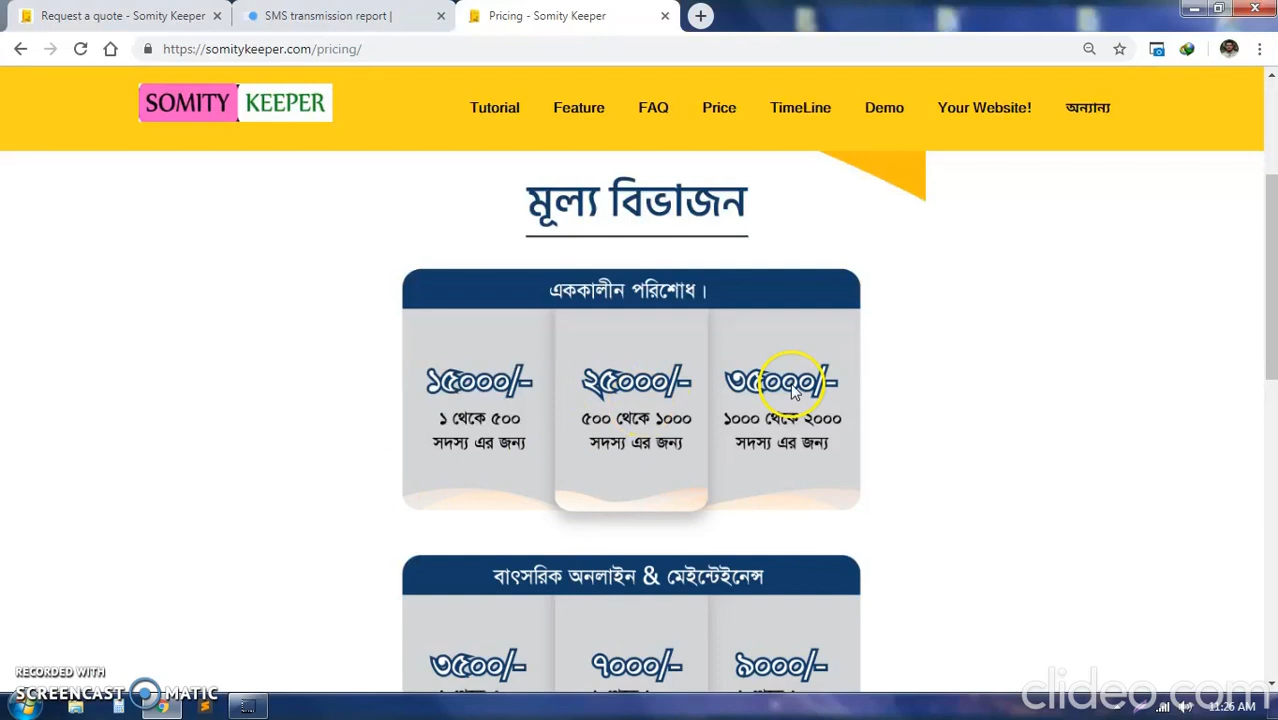 Request a quote - Somity Keeper
SMS transmission report |
Pricing - Somity Keeper
https://somitykeeper.com/pricing/
SOMITY KEEPER
Tutorial
Feature
FAQ
Price
TimeLine
Demo
Your Website!
অন্যান্য
মূল্য বিভাজন
এককালীন পরিশোধ।
১৫০০০/-
১ থেকে ৫০০
সদস্য এর জন্য
২৫০০০/-
৫০০ থেকে ১০০০
সদস্য এর জন্য
৩৫০০০/-
১০০০ থেকে ২০০০
সদস্য এর জন্য
বাৎসরিক অনলাইন & মেইন্টেইনেন্স
৩৫০০/-
৭০০০/-
৯০০০/-
RECORDED WITH
SCREENCAST MATIC
clideo.com
11:26 AM